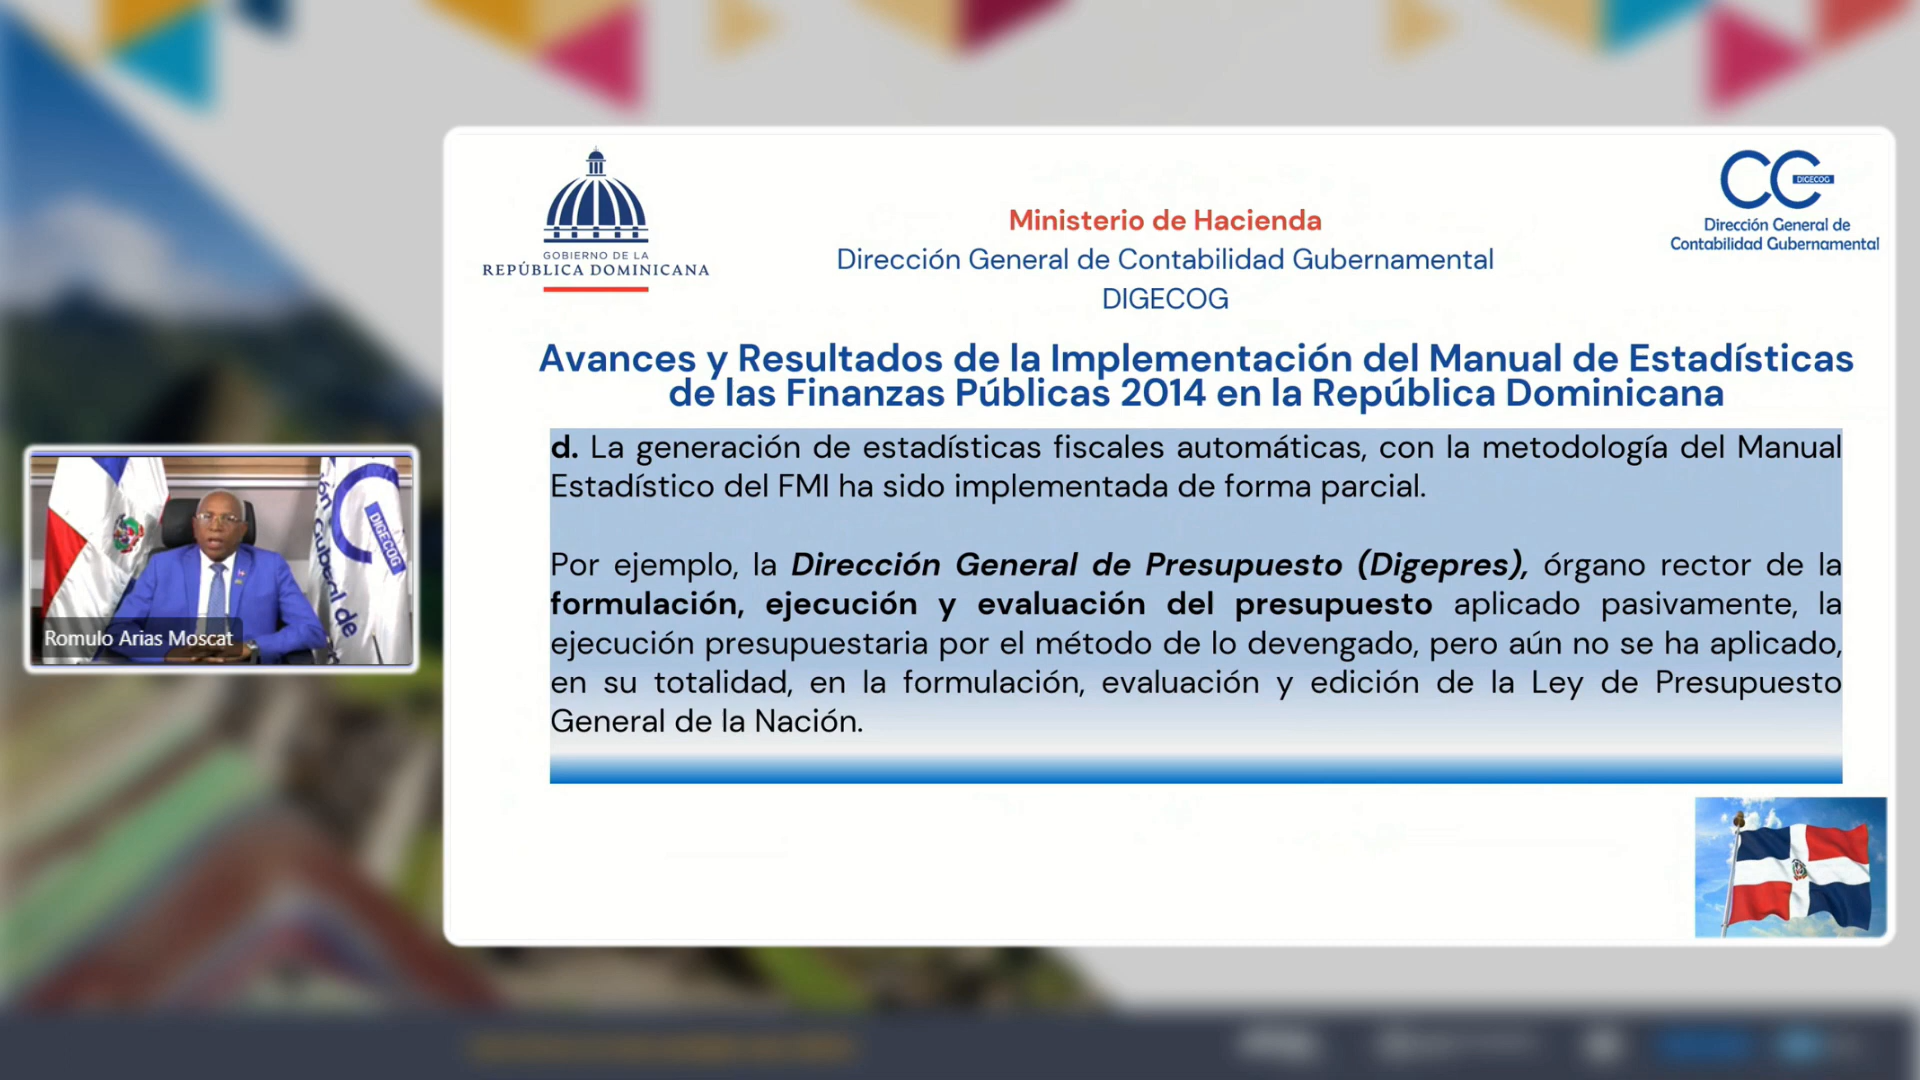 GOBIERNO DE LA
REPÚBLICA DOMINICANA
Ministerio de Hacienda
Dirección General de Contabilidad Gubernamental
DIGECOG
DIGECOG
Dirección General de
Contabilidad Gubernamental
Avances y Resultados de la Implementación del Manual de Estadísticas
de las Finanzas Públicas 2014 en la República Dominicana
d. La generación de estadísticas fiscales automáticas, con la metodología del Manual
Estadístico del FMI ha sido implementada de forma parcial.
Por ejemplo, la Dirección General de Presupuesto (Digepres), órgano rector de la
formulación, ejecución y evaluación del presupuesto aplicado pasivamente, la
ejecución presupuestaria por el método de lo devengado, pero aún no se ha aplicado,
en su totalidad, en la formulación, evaluación y edición de la Ley de Presupuesto
General de la Nación.
DIGECOG
Romulo Arias Moscat